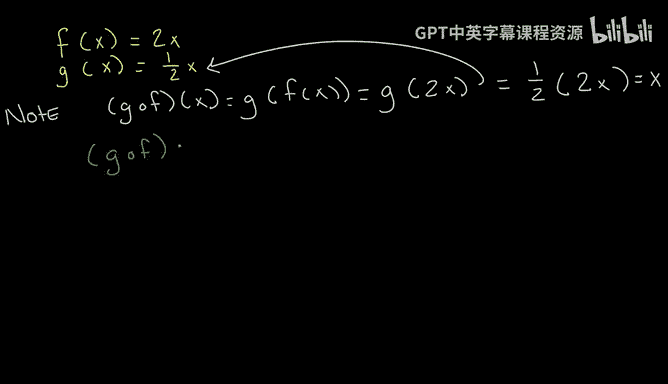 GPT中英字幕课程资源 bilibili
f(x) = 2x
g(x) = 1/2 x
NOTE (g∘f)(x) = g(f(x)) = g(2x) = 1/2 (2x) = x
(g∘f)